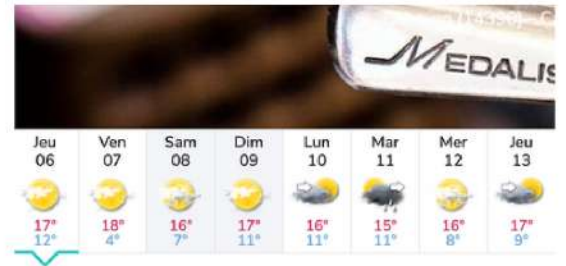 MEDALIS
Jeu Ven Sam Dim Lun Mar Mer Jeu
06 07 08 09 10 11 12 13
17° 18° 16° 17° 16° 15° 16° 17°
12° 4° 7° 11° 11° 11° 8° 9°